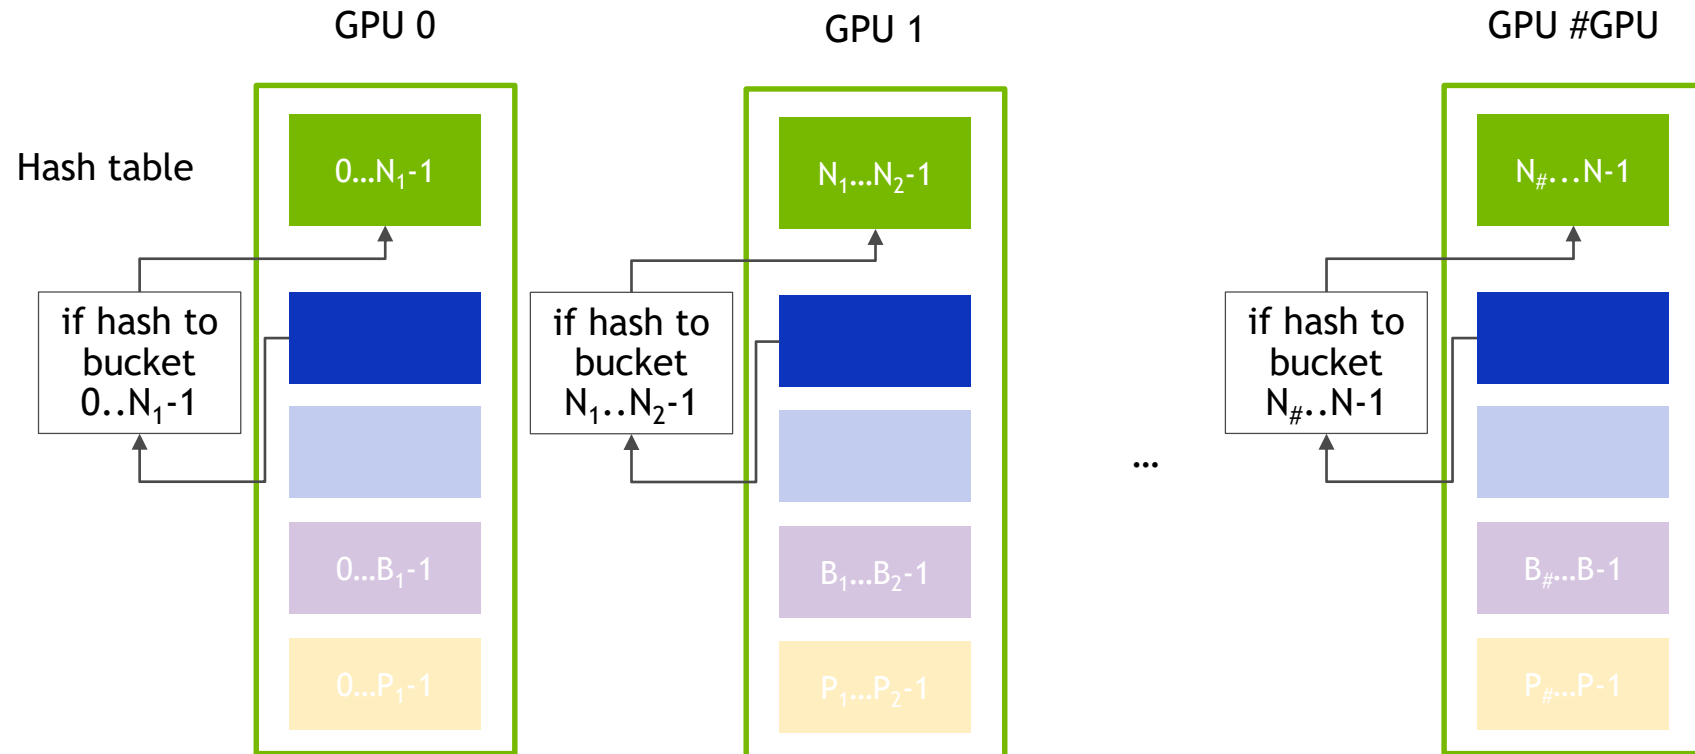 GPU 0
GPU 1
GPU #GPU
Hash table
0...N₁-1
N₁...N₂-1
N#...N-1
if hash to
bucket
0..N₁-1
if hash to
bucket
N₁..N₂-1
if hash to
bucket
N#..N-1
...
0...B₁-1
B₁...B₂-1
B#...B-1
0...P₁-1
P₁...P₂-1
P#...P-1